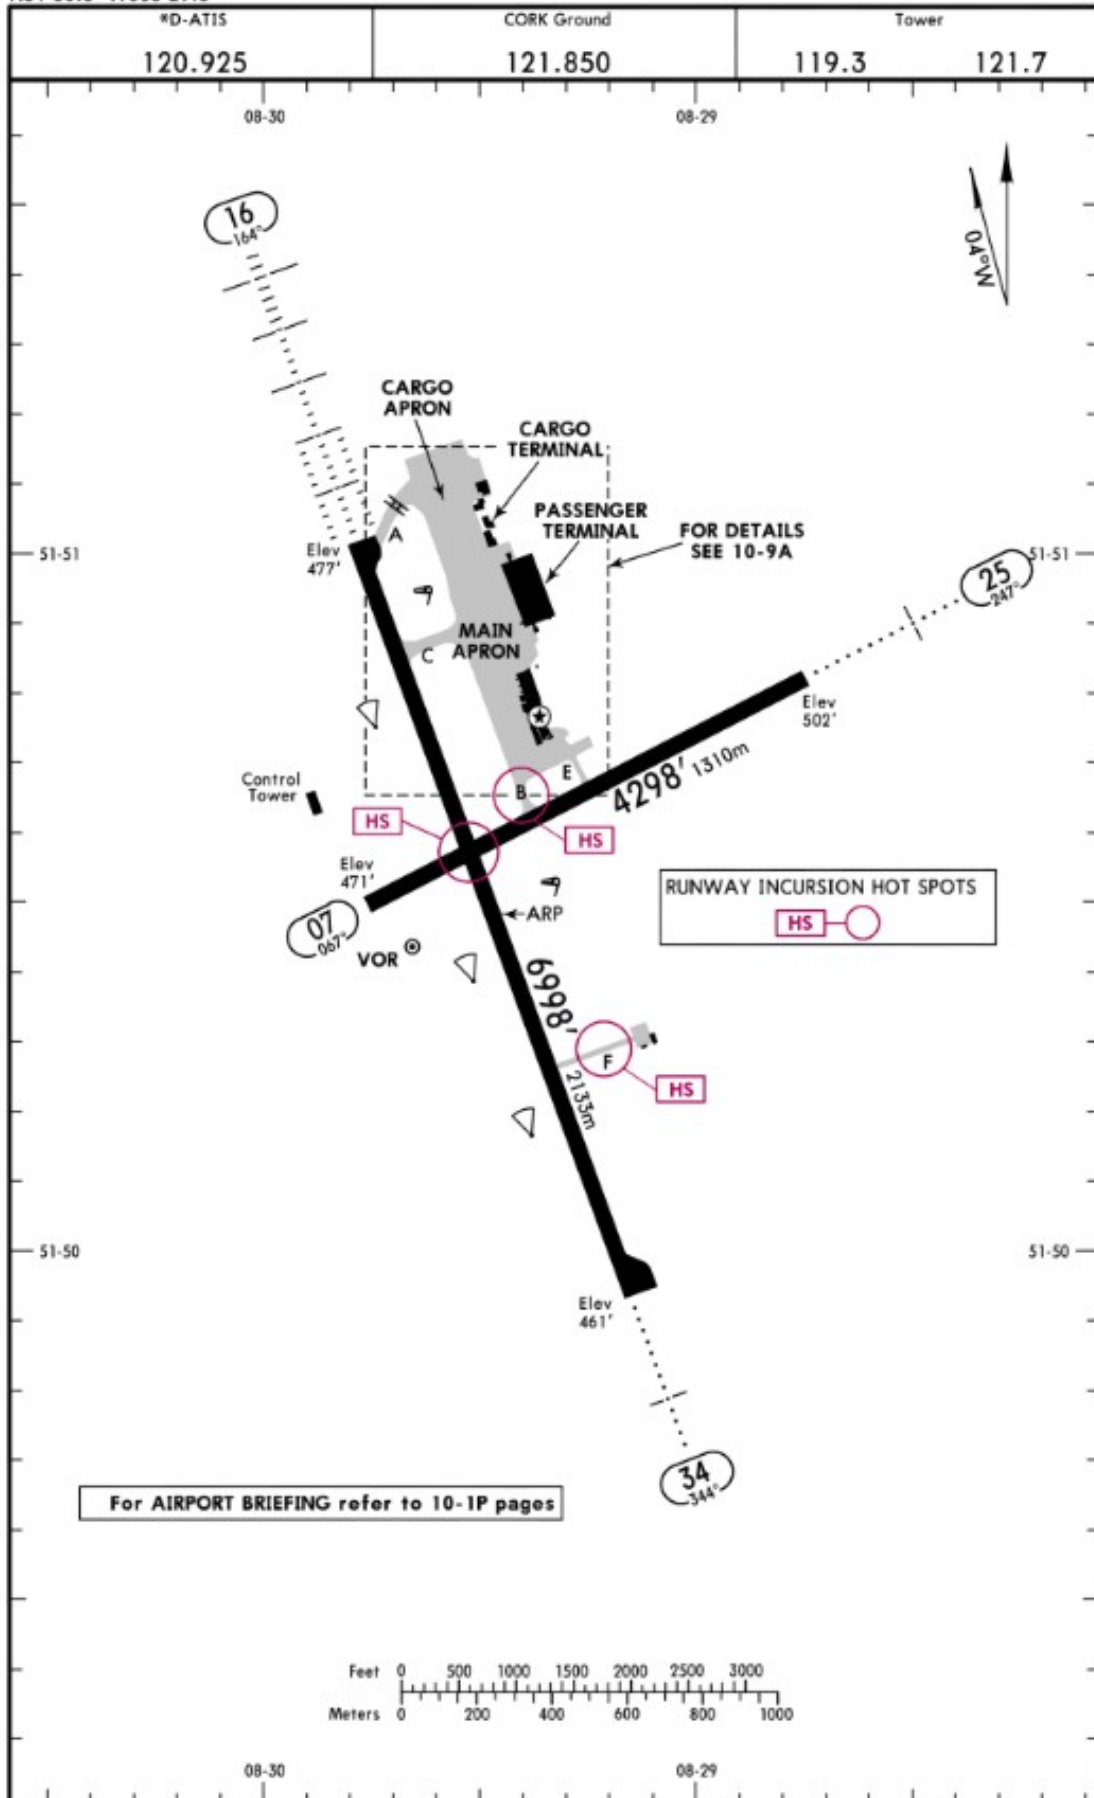 *D-ATIS
CORK Ground
Tower
120.925
121.850
119.3
121.7
08-30
08-29
16
164°
04°W
CARGO
APRON
CARGO
TERMINAL
PASSENGER
TERMINAL
FOR DETAILS
SEE 10-9A
A
51-51
Elev
477'
51-51
25
247°
MAIN
APRON
C
Elev
502'
E
4298' 1310m
B
Control
Tower
HS
HS
Elev
471'
RUNWAY INCURSION HOT SPOTS
HS
07
067°
ARP
VOR
6998'
F
2133m
HS
51-50
51-50
Elev
461'
34
344°
For AIRPORT BRIEFING refer to 10-1P pages
Feet 0 500 1000 1500 2000 2500 3000
Meters 0 200 400 600 800 1000
08-30
08-29